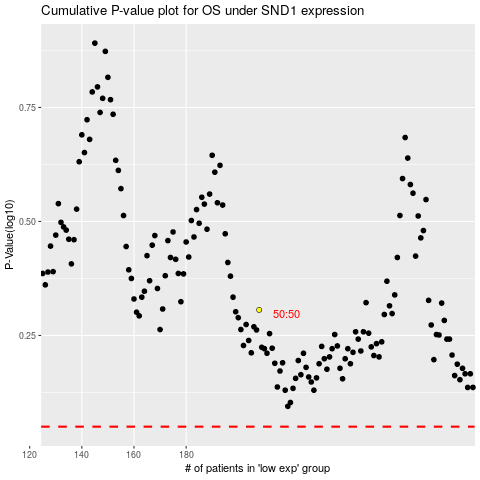 Cumulative P-value plot for OS under SND1 expression
P-Value(log10)
0.75
0.50
0.25
50:50
120 140 160 180
# of patients in 'low exp' group